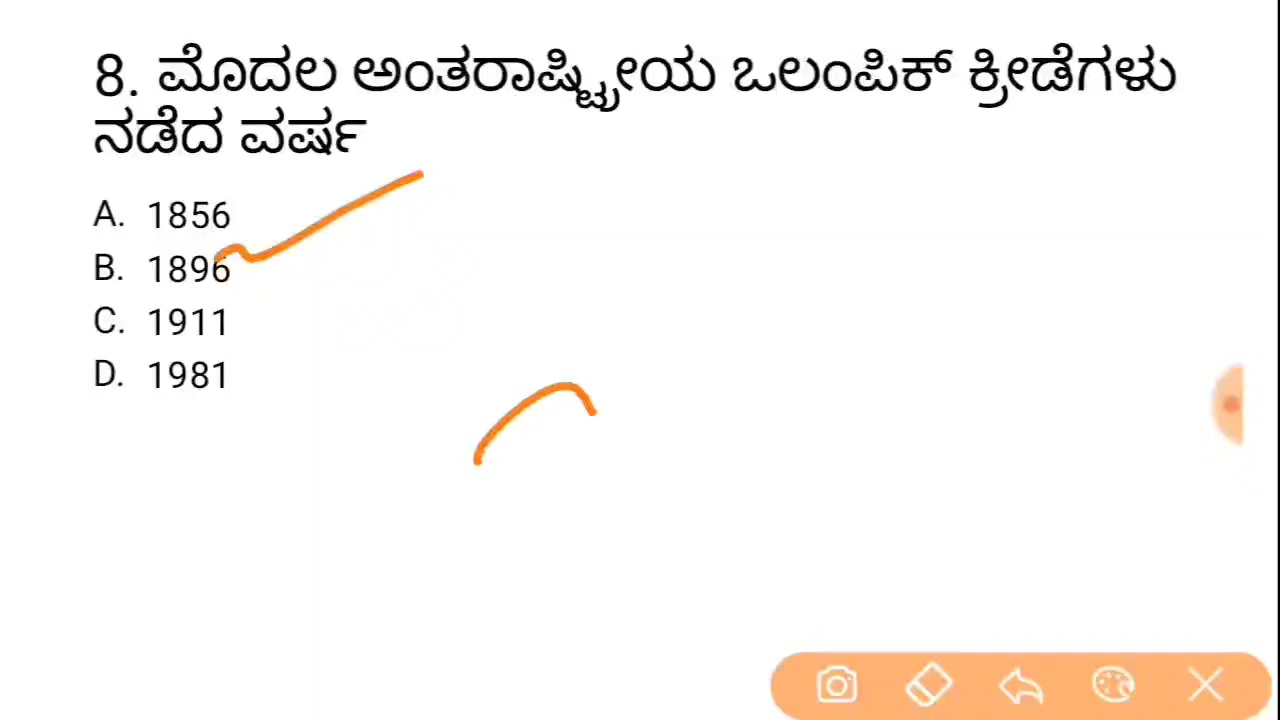 8. ಮೊದಲ ಅಂತರಾಷ್ಟ್ರೀಯ ಒಲಂಪಿಕ್ ಕ್ರೀಡೆಗಳು
ನಡೆದ ವರ್ಷ
A. 1856
B. 1896
C. 1911
D. 1981